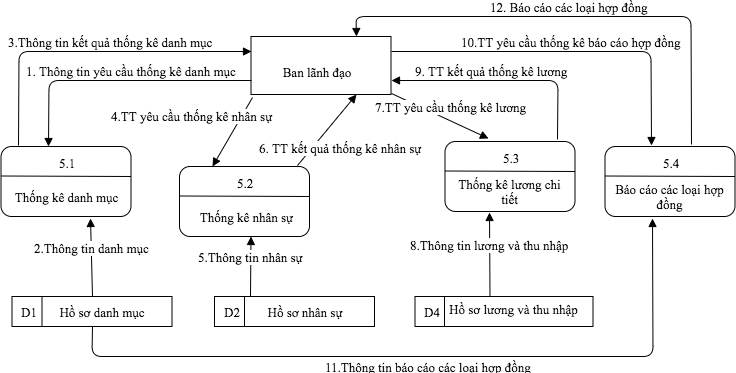 12. Báo cáo các loại hợp đồng
3.Thông tin kết quả thống kê danh mục
10.TT yêu cầu thống kê báo cáo hợp đồng
1. Thông tin yêu cầu thống kê danh mục
Ban lãnh đạo
9. TT kết quả thống kê lương
7.TT yêu cầu thống kê lương
4.TT yêu cầu thống kê nhân sự
6. TT kết quả thống kê nhân sự
5.1
Thống kê danh mục
5.2
Thống kê nhân sự
5.3
Thống kê lương chi
tiết
5.4
Báo cáo các loại hợp
đồng
2.Thông tin danh mục
5.Thông tin nhân sự
8.Thông tin lương và thu nhập
D1 Hồ sơ danh mục
D2 Hồ sơ nhân sự
D4 Hồ sơ lương và thu nhập
11.Thông tin báo cáo các loại hợp đồng